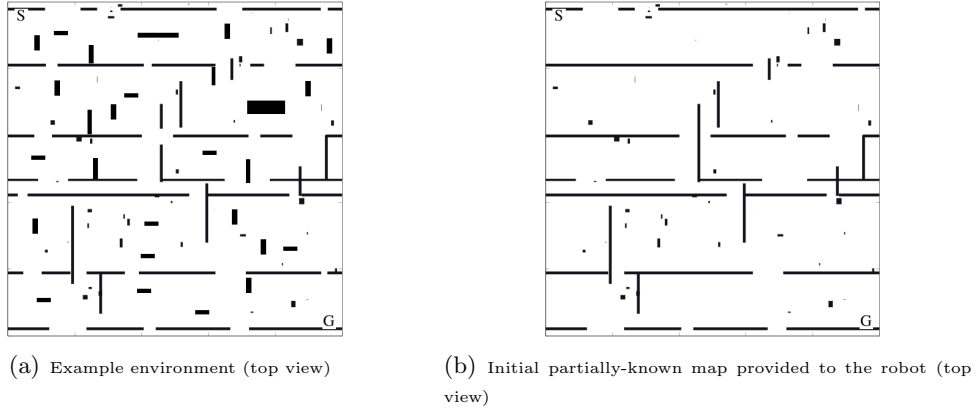 S
G
S
G
(a) Example environment (top view)
(b) Initial partially-known map provided to the robot (top
view)